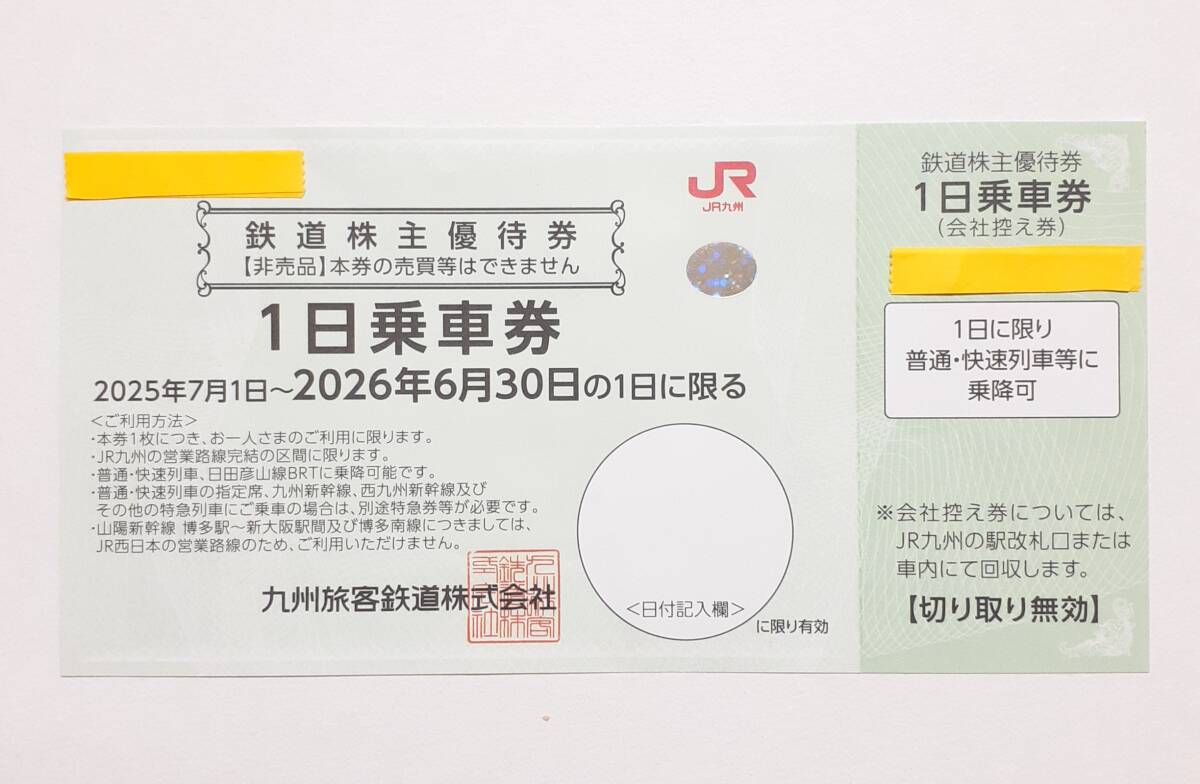 鉄道株主優待券
【非売品】本券の売買等はできません
JR
JR九州
1日乗車券
2025年7月1日~2026年6月30日の1日に限る
<ご利用方法>
・本券1枚につき、お一人さまのご利用に限ります。
・JR九州の営業路線完結の区間に限ります。
・普通・快速列車、日田彦山線BRTに乗降可能です。
・普通・快速列車の指定席、九州新幹線、西九州新幹線及び
その他の特急列車にご乗車の場合は、別途特急券等が必要です。
・山陽新幹線 博多駅~新大阪駅間及び博多南線につきましては、
JR西日本の営業路線のため、ご利用いただけません。
九州旅客鉄道株式会社
<日付記入欄>
に限り有効
鉄道株主優待券
1日乗車券
(会社控え券)
1日に限り
普通・快速列車等に
乗降可
※会社控え券については、
JR九州の駅改札口または
車内にて回収します。
【切り取り無効】